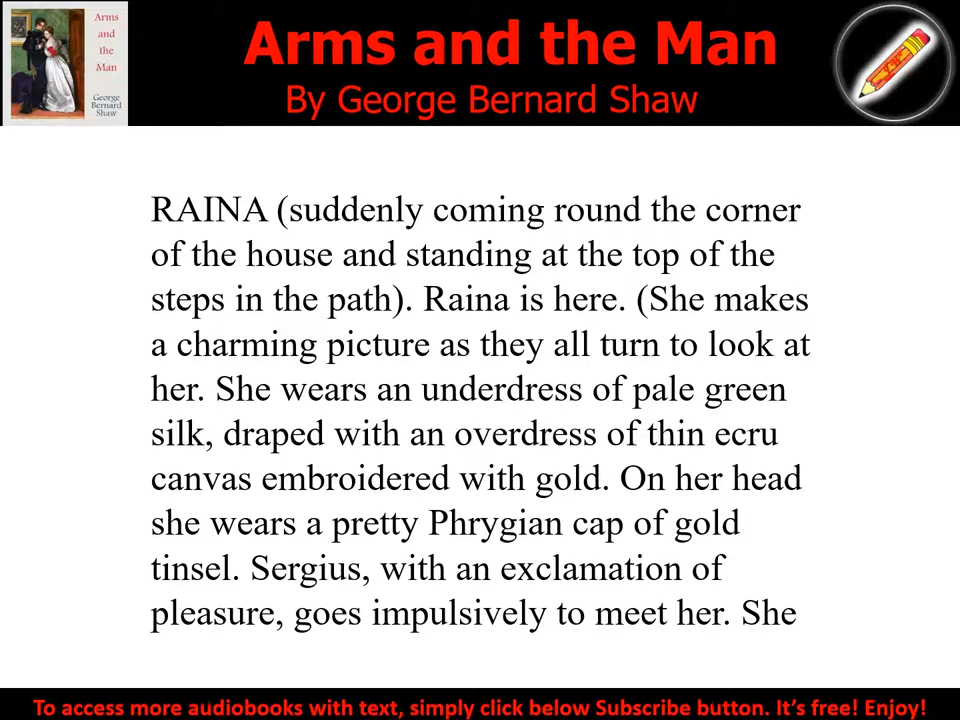 Arms
and
the
Man
George
Bernard
Shaw
Arms and the Man
By George Bernard Shaw
RAINA (suddenly coming round the corner
of the house and standing at the top of the
steps in the path). Raina is here. (She makes
a charming picture as they all turn to look at
her. She wears an underdress of pale green
silk, draped with an overdress of thin ecru
canvas embroidered with gold. On her head
she wears a pretty Phrygian cap of gold
tinsel. Sergius, with an exclamation of
pleasure, goes impulsively to meet her. She
To access more audiobooks with text, simply click below Subscribe button. It’s free! Enjoy!